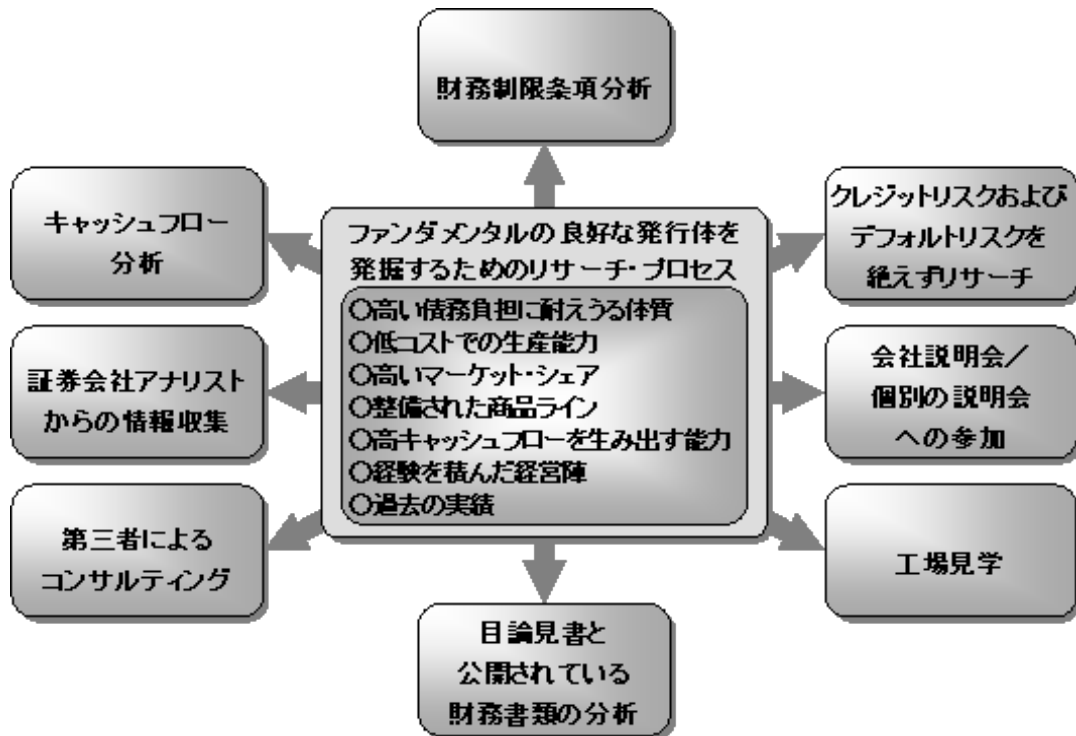 財務制限条項分析
キャッシュフロー
分析
クレジットリスクおよび
デフォルトリスクを
絶えずリサーチ
ファンダメンタルの良好な発行体を
発掘するためのリサーチ・プロセス
○高い債務負担に耐えうる体質
○低コストでの生産能力
○高いマーケット・シェア
○整備された商品ライン
○高キャッシュフローを生み出す能力
○経験を積んだ経営陣
○過去の実績
証券会社アナリスト
からの情報収集
会社説明会／
個別の説明会
への参加
第三者による
コンサルティング
工場見学
目論見書と
公開されている
財務書類の分析